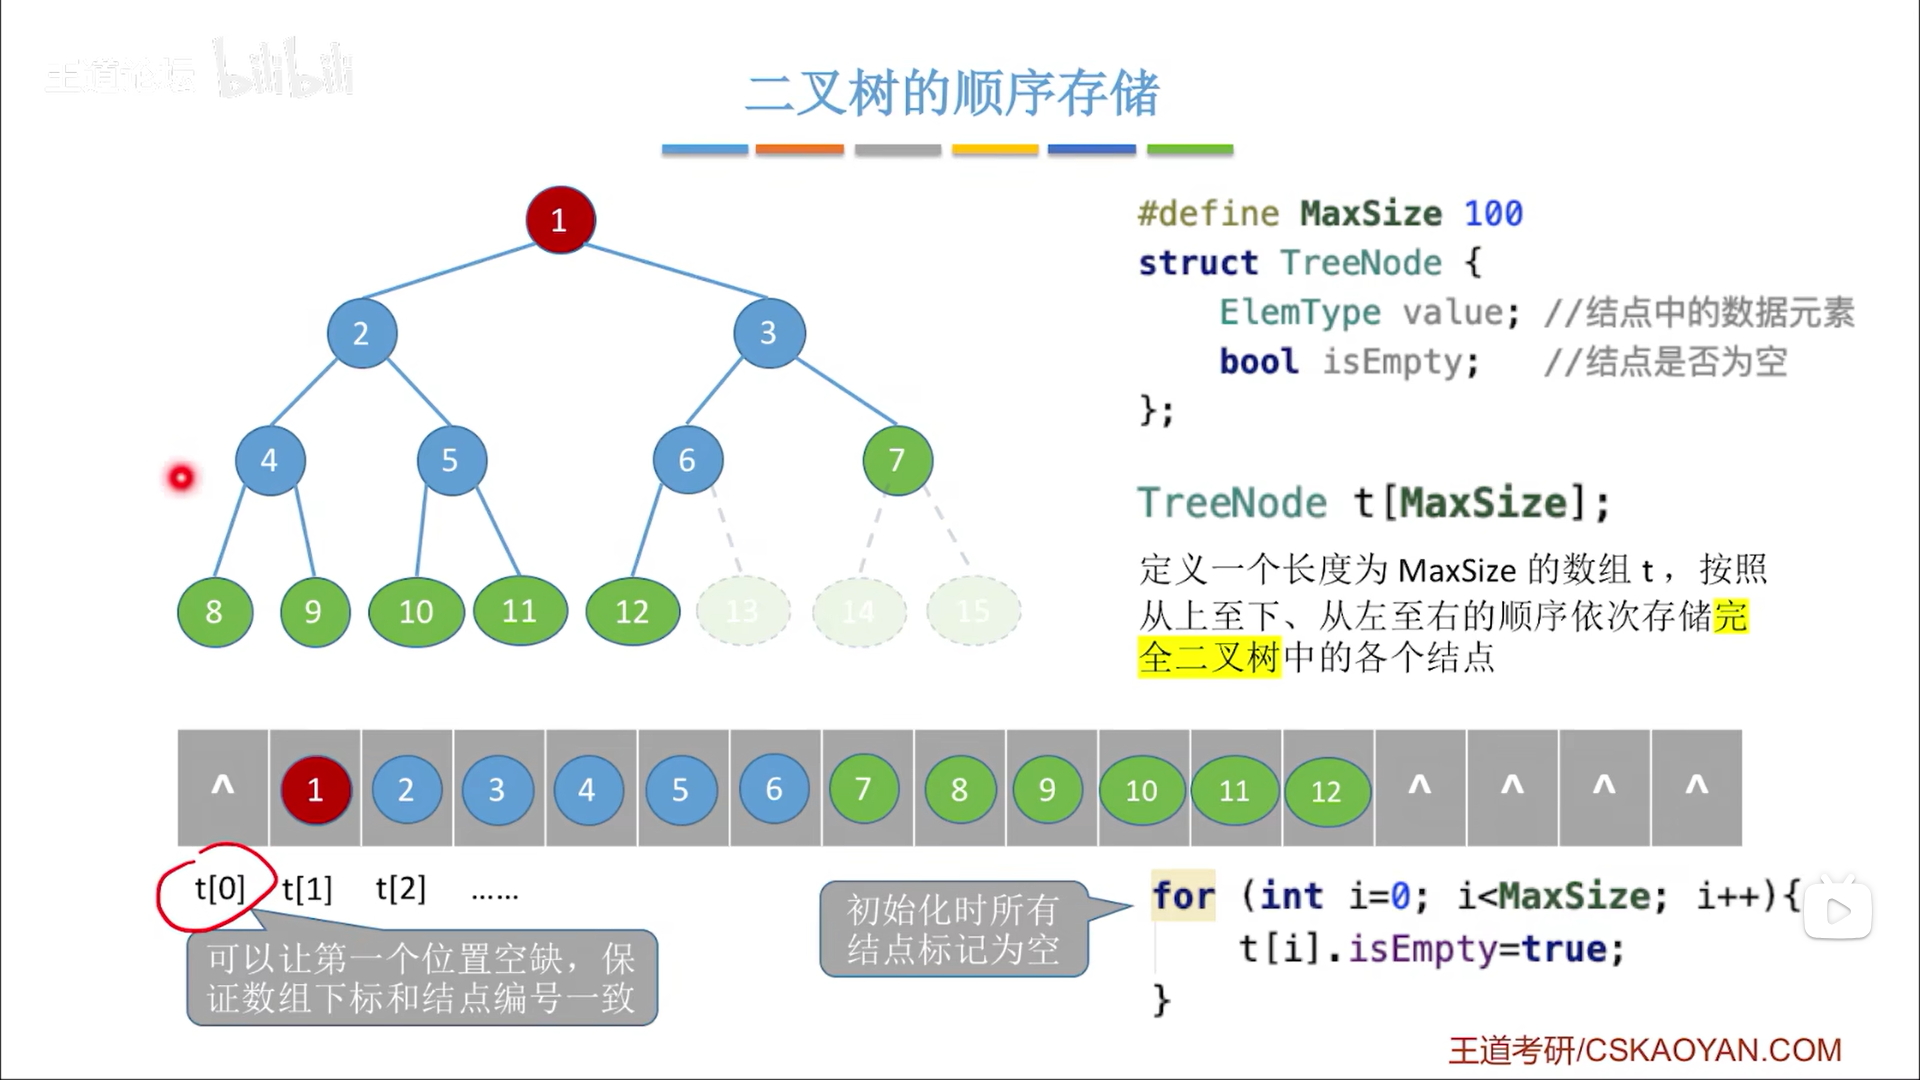 王道论坛 bilibili
二叉树的顺序存储
1
2 3
4 5 6 7
8 9 10 11 12 13 14 15
#define MaxSize 100
struct TreeNode {
ElemType value; //结点中的数据元素
bool isEmpty; //结点是否为空
};
TreeNode t[MaxSize];
定义一个长度为 MaxSize 的数组 t ，按照
从上至下、从左至右的顺序依次存储完
全二叉树中的各个结点
^ 1 2 3 4 5 6 7 8 9 10 11 12 ^ ^ ^ ^
t[0] t[1] t[2] ……
可以让第一个位置空缺，保
证数组下标和结点编号一致
初始化时所有
结点标记为空
for (int i=0; i<MaxSize; i++){
t[i].isEmpty=true;
}
王道考研/CSKAOYAN.COM